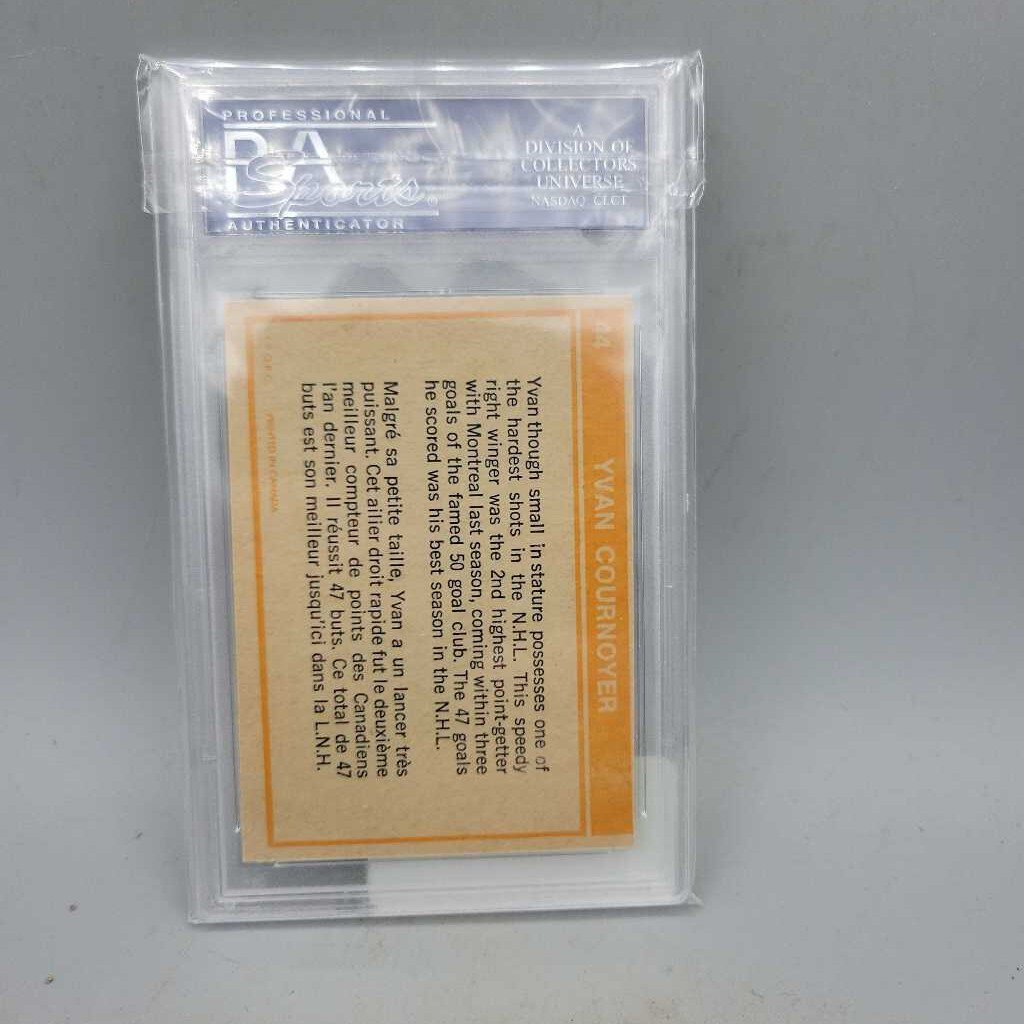 PROFESSIONAL
PSA
Sports.
AUTHENTICATOR
A
DIVISION OF
COLLECTORS
UNIVERSE
NASDAQ CLCT
44
YVAN COURNOYER
Yvan though small in stature possesses one of
the hardest shots in the N.H.L. This speedy
right winger was the 2nd highest point-getter
with Montreal last season, coming within three
goals of the famed 50 goal club. The 47 goals
he scored was his best season in the N.H.L.
Malgré sa petite taille, Yvan a un lancer très
puissant. Cet ailier droit rapide fut le deuxième
meilleur compteur de points des Canadiens
l'an dernier. Il réussit 47 buts. Ce total de 47
buts est son meilleur jusqu'ici dans la L.N.H.
PRINTED IN CANADA